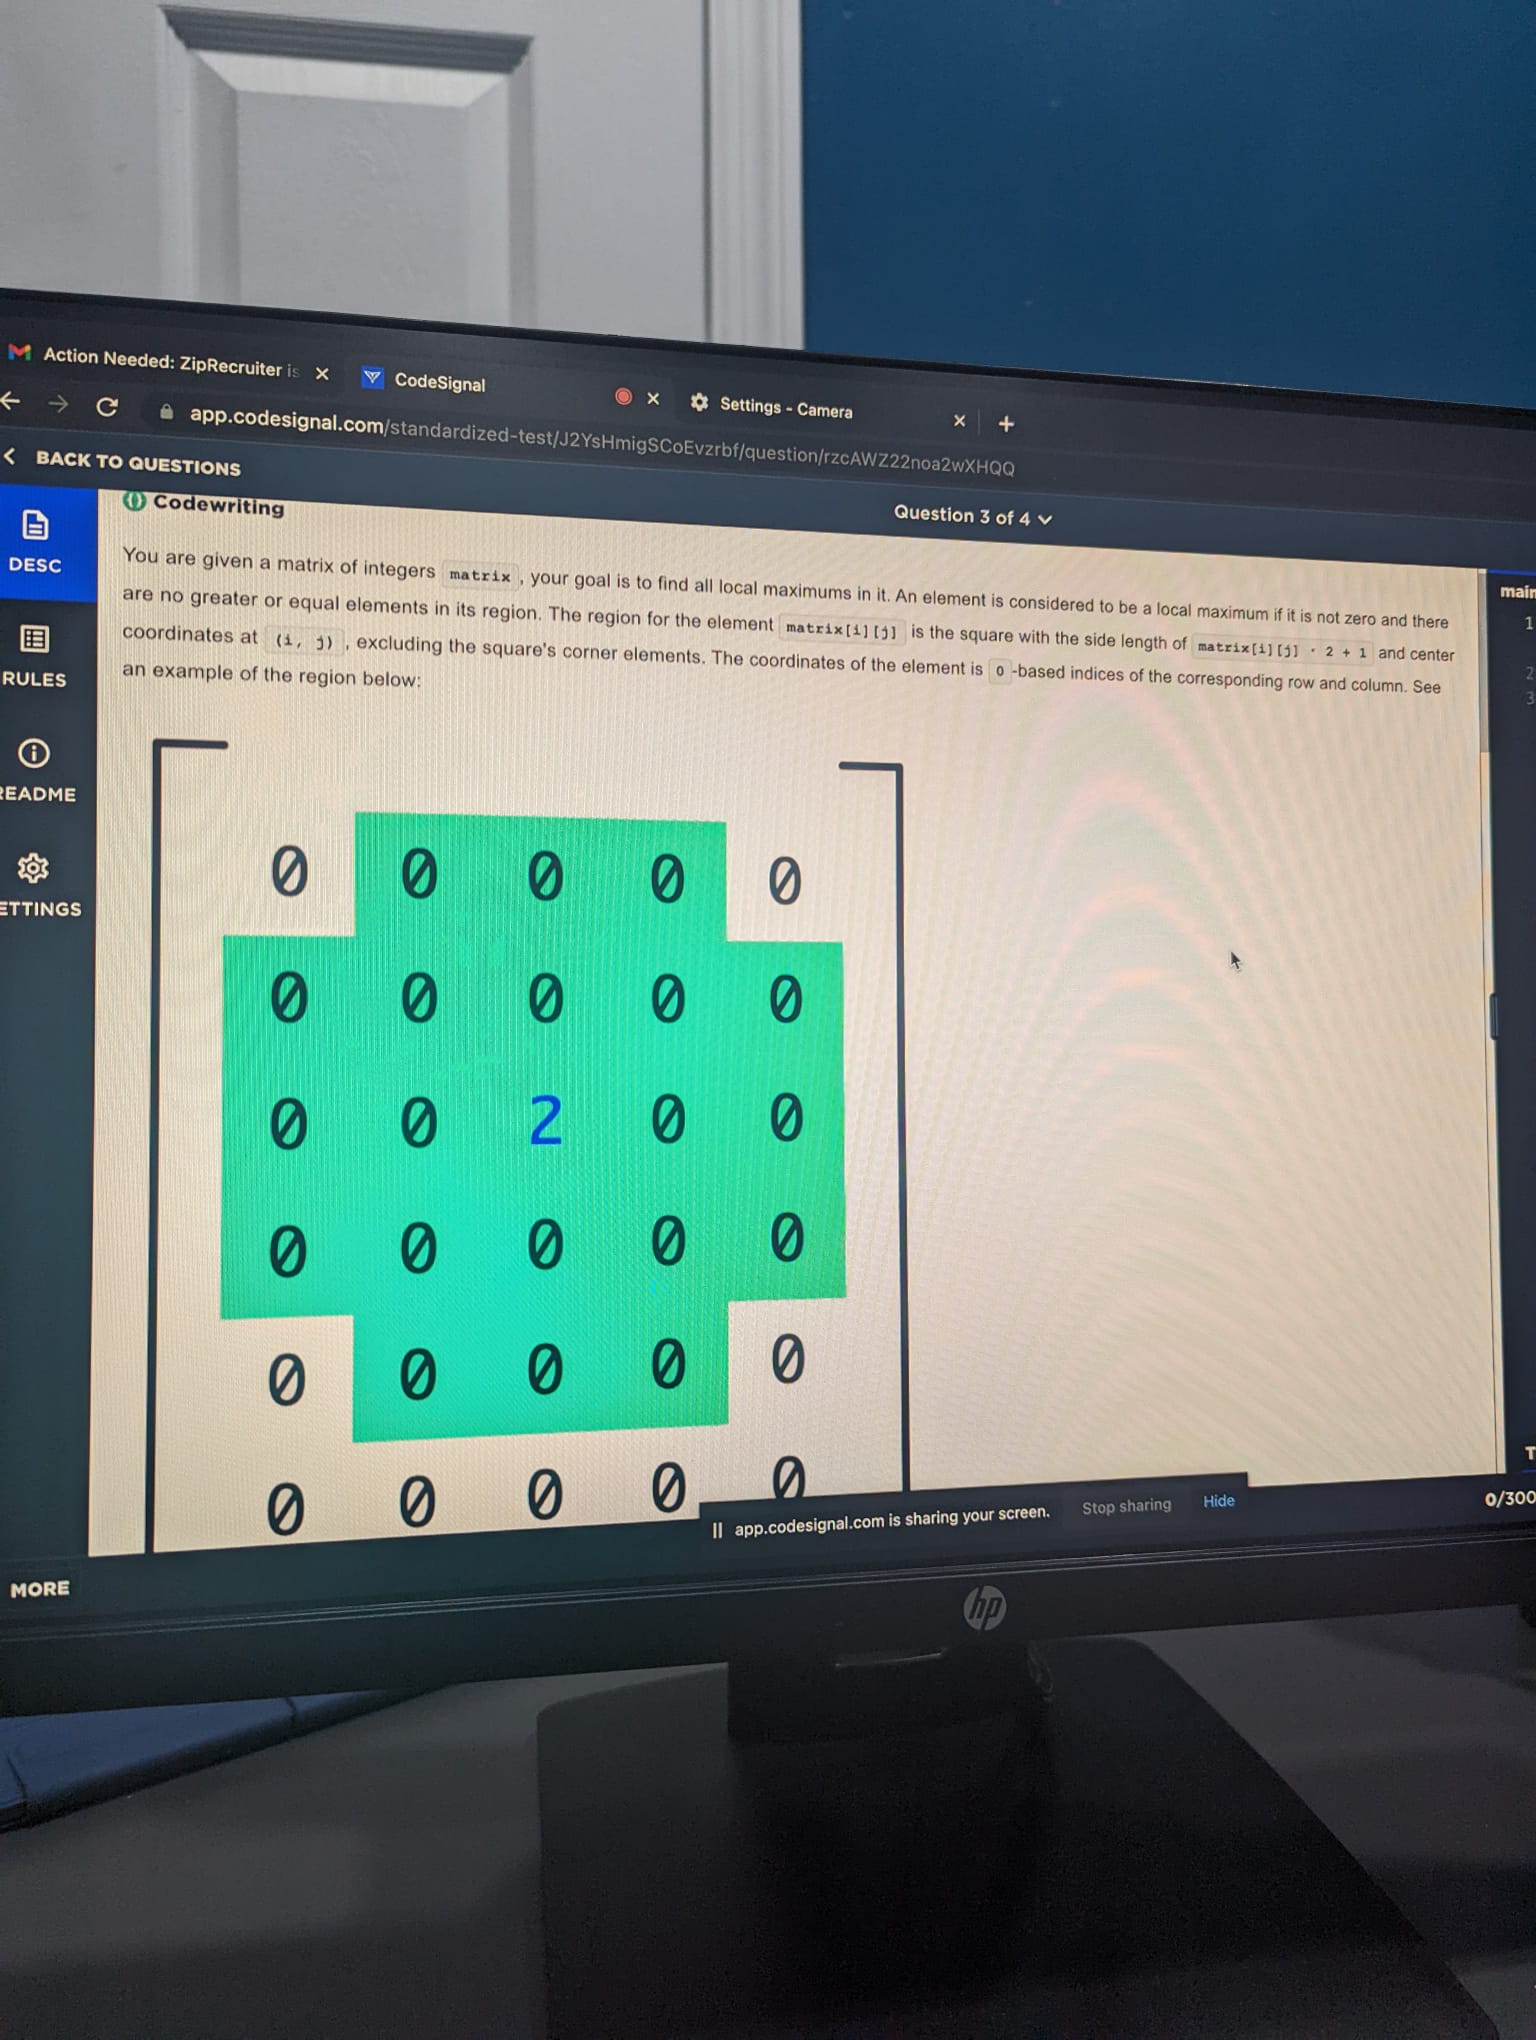 Action Needed: ZipRecruiter is
CodeSignal
Settings - Camera
app.codesignal.com/standardized-test/J2YsHmigSCoEvzrbf/question/rzcAWZ22noa2wXHQQ
BACK TO QUESTIONS
Question 3 of 4
DESC
RULES
README
ETTINGS
MORE
Codewriting
You are given a matrix of integers matrix , your goal is to find all local maximums in it. An element is considered to be a local maximum if it is not zero and there
are no greater or equal elements in its region. The region for the element matrix[i][j] is the square with the side length of matrix[i][j] · 2 + 1 and center
coordinates at (i, j) , excluding the square's corner elements. The coordinates of the element is 0 -based indices of the corresponding row and column. See
an example of the region below:
0 0 0 0 0
0 0 0 0 0
0 0 2 0 0
0 0 0 0 0
0 0 0 0 0
0 0 0 0 0
main
1
2
3
T
0/300
app.codesignal.com is sharing your screen.
Stop sharing
Hide
hp